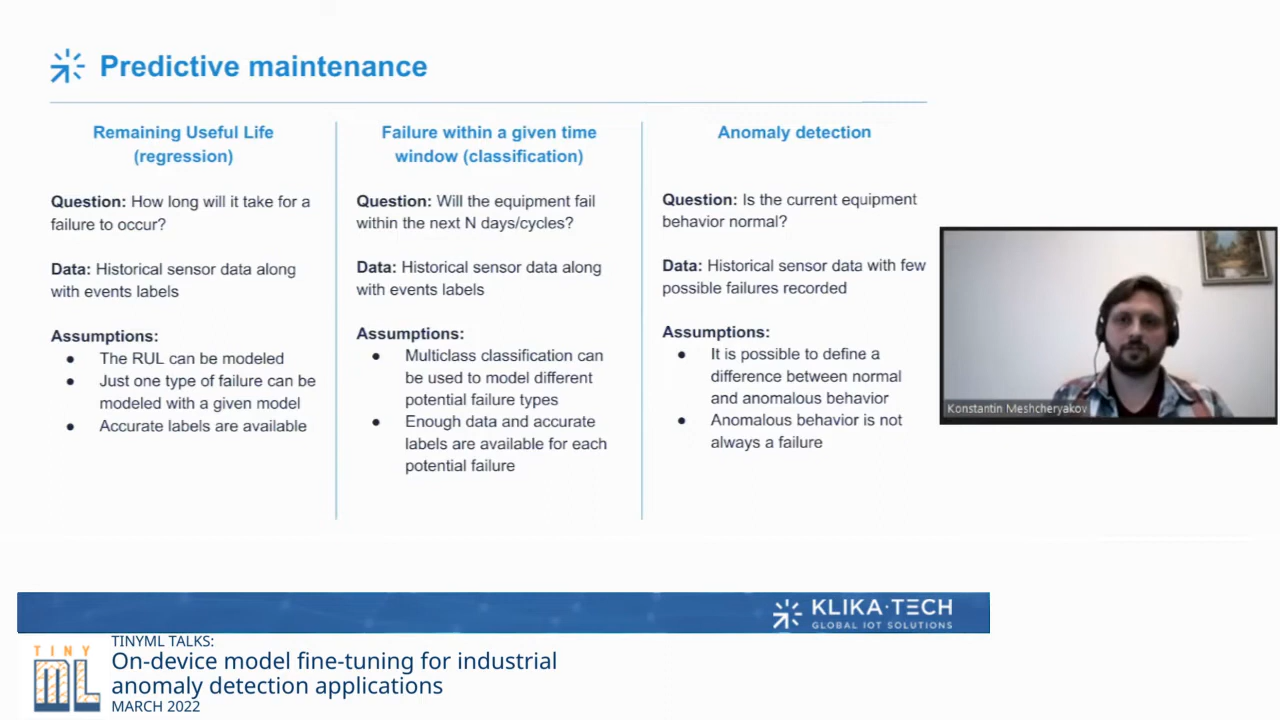 Predictive maintenance
Remaining Useful Life
(regression)
Question: How long will it take for a
failure to occur?
Data: Historical sensor data along
with events labels
Assumptions:
● The RUL can be modeled
● Just one type of failure can be
modeled with a given model
● Accurate labels are available
Failure within a given time
window (classification)
Question: Will the equipment fail
within the next N days/cycles?
Data: Historical sensor data along
with events labels
Assumptions:
● Multiclass classification can
be used to model different
potential failure types
● Enough data and accurate
labels are available for each
potential failure
Anomaly detection
Question: Is the current equipment
behavior normal?
Data: Historical sensor data with few
possible failures recorded
Assumptions:
● It is possible to define a
difference between normal
and anomalous behavior
● Anomalous behavior is not
always a failure
Konstantin Meshcheryakov
KLIKA·TECH
GLOBAL IOT SOLUTIONS
TINY
mL
TINYML TALKS:
On-device model fine-tuning for industrial
anomaly detection applications
MARCH 2022